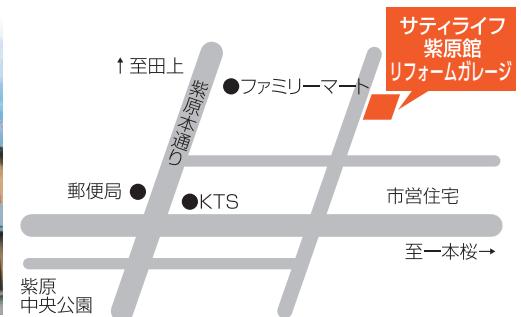 サティライフ
紫原館
リフォームガレージ
↑至田上
●ファミリーマート
紫原本通り
郵便局●
●KTS
市営住宅
至一本桜→
紫原
中央公園